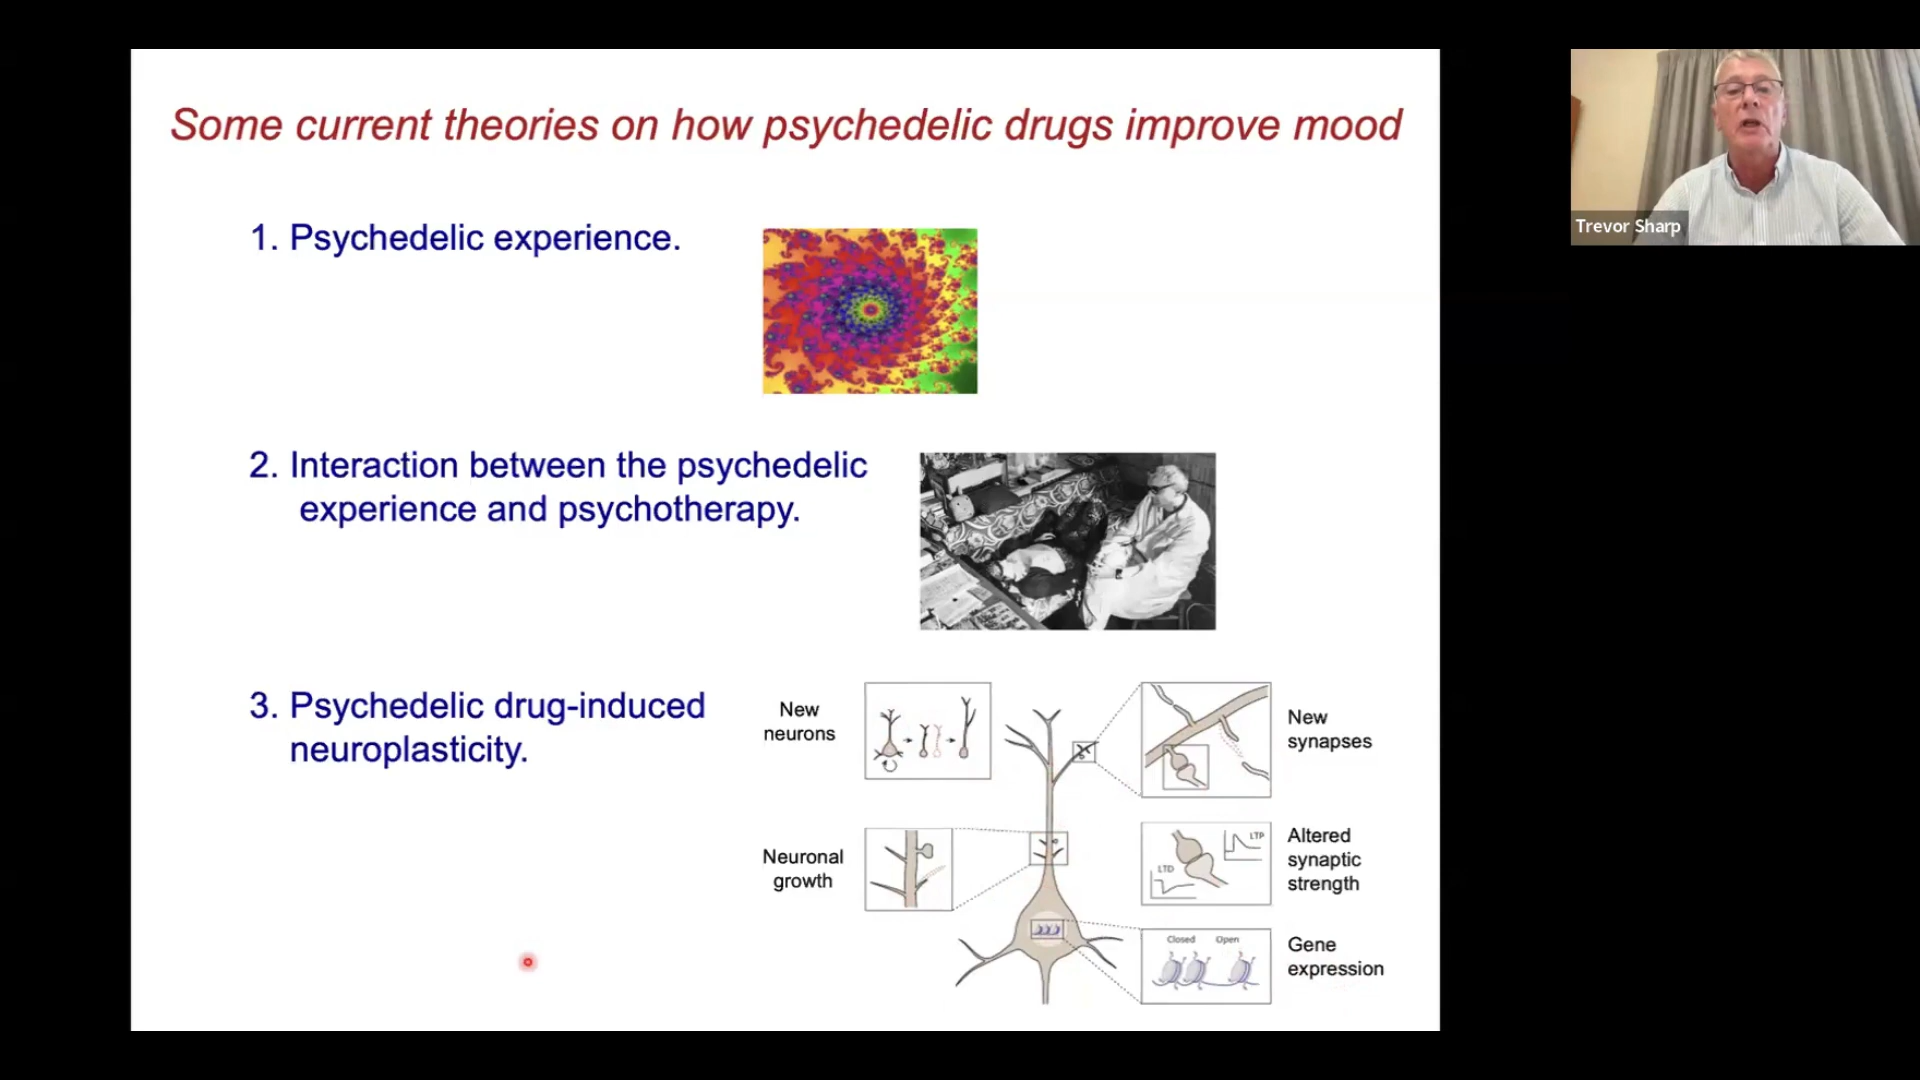 Some current theories on how psychedelic drugs improve mood
Trevor Sharp
1. Psychedelic experience.
2. Interaction between the psychedelic
experience and psychotherapy.
3. Psychedelic drug-induced
neuroplasticity.
New
neurons
New
synapses
Neuronal
growth
LTP
LTD
Altered
synaptic
strength
Closed Open
Gene
expression